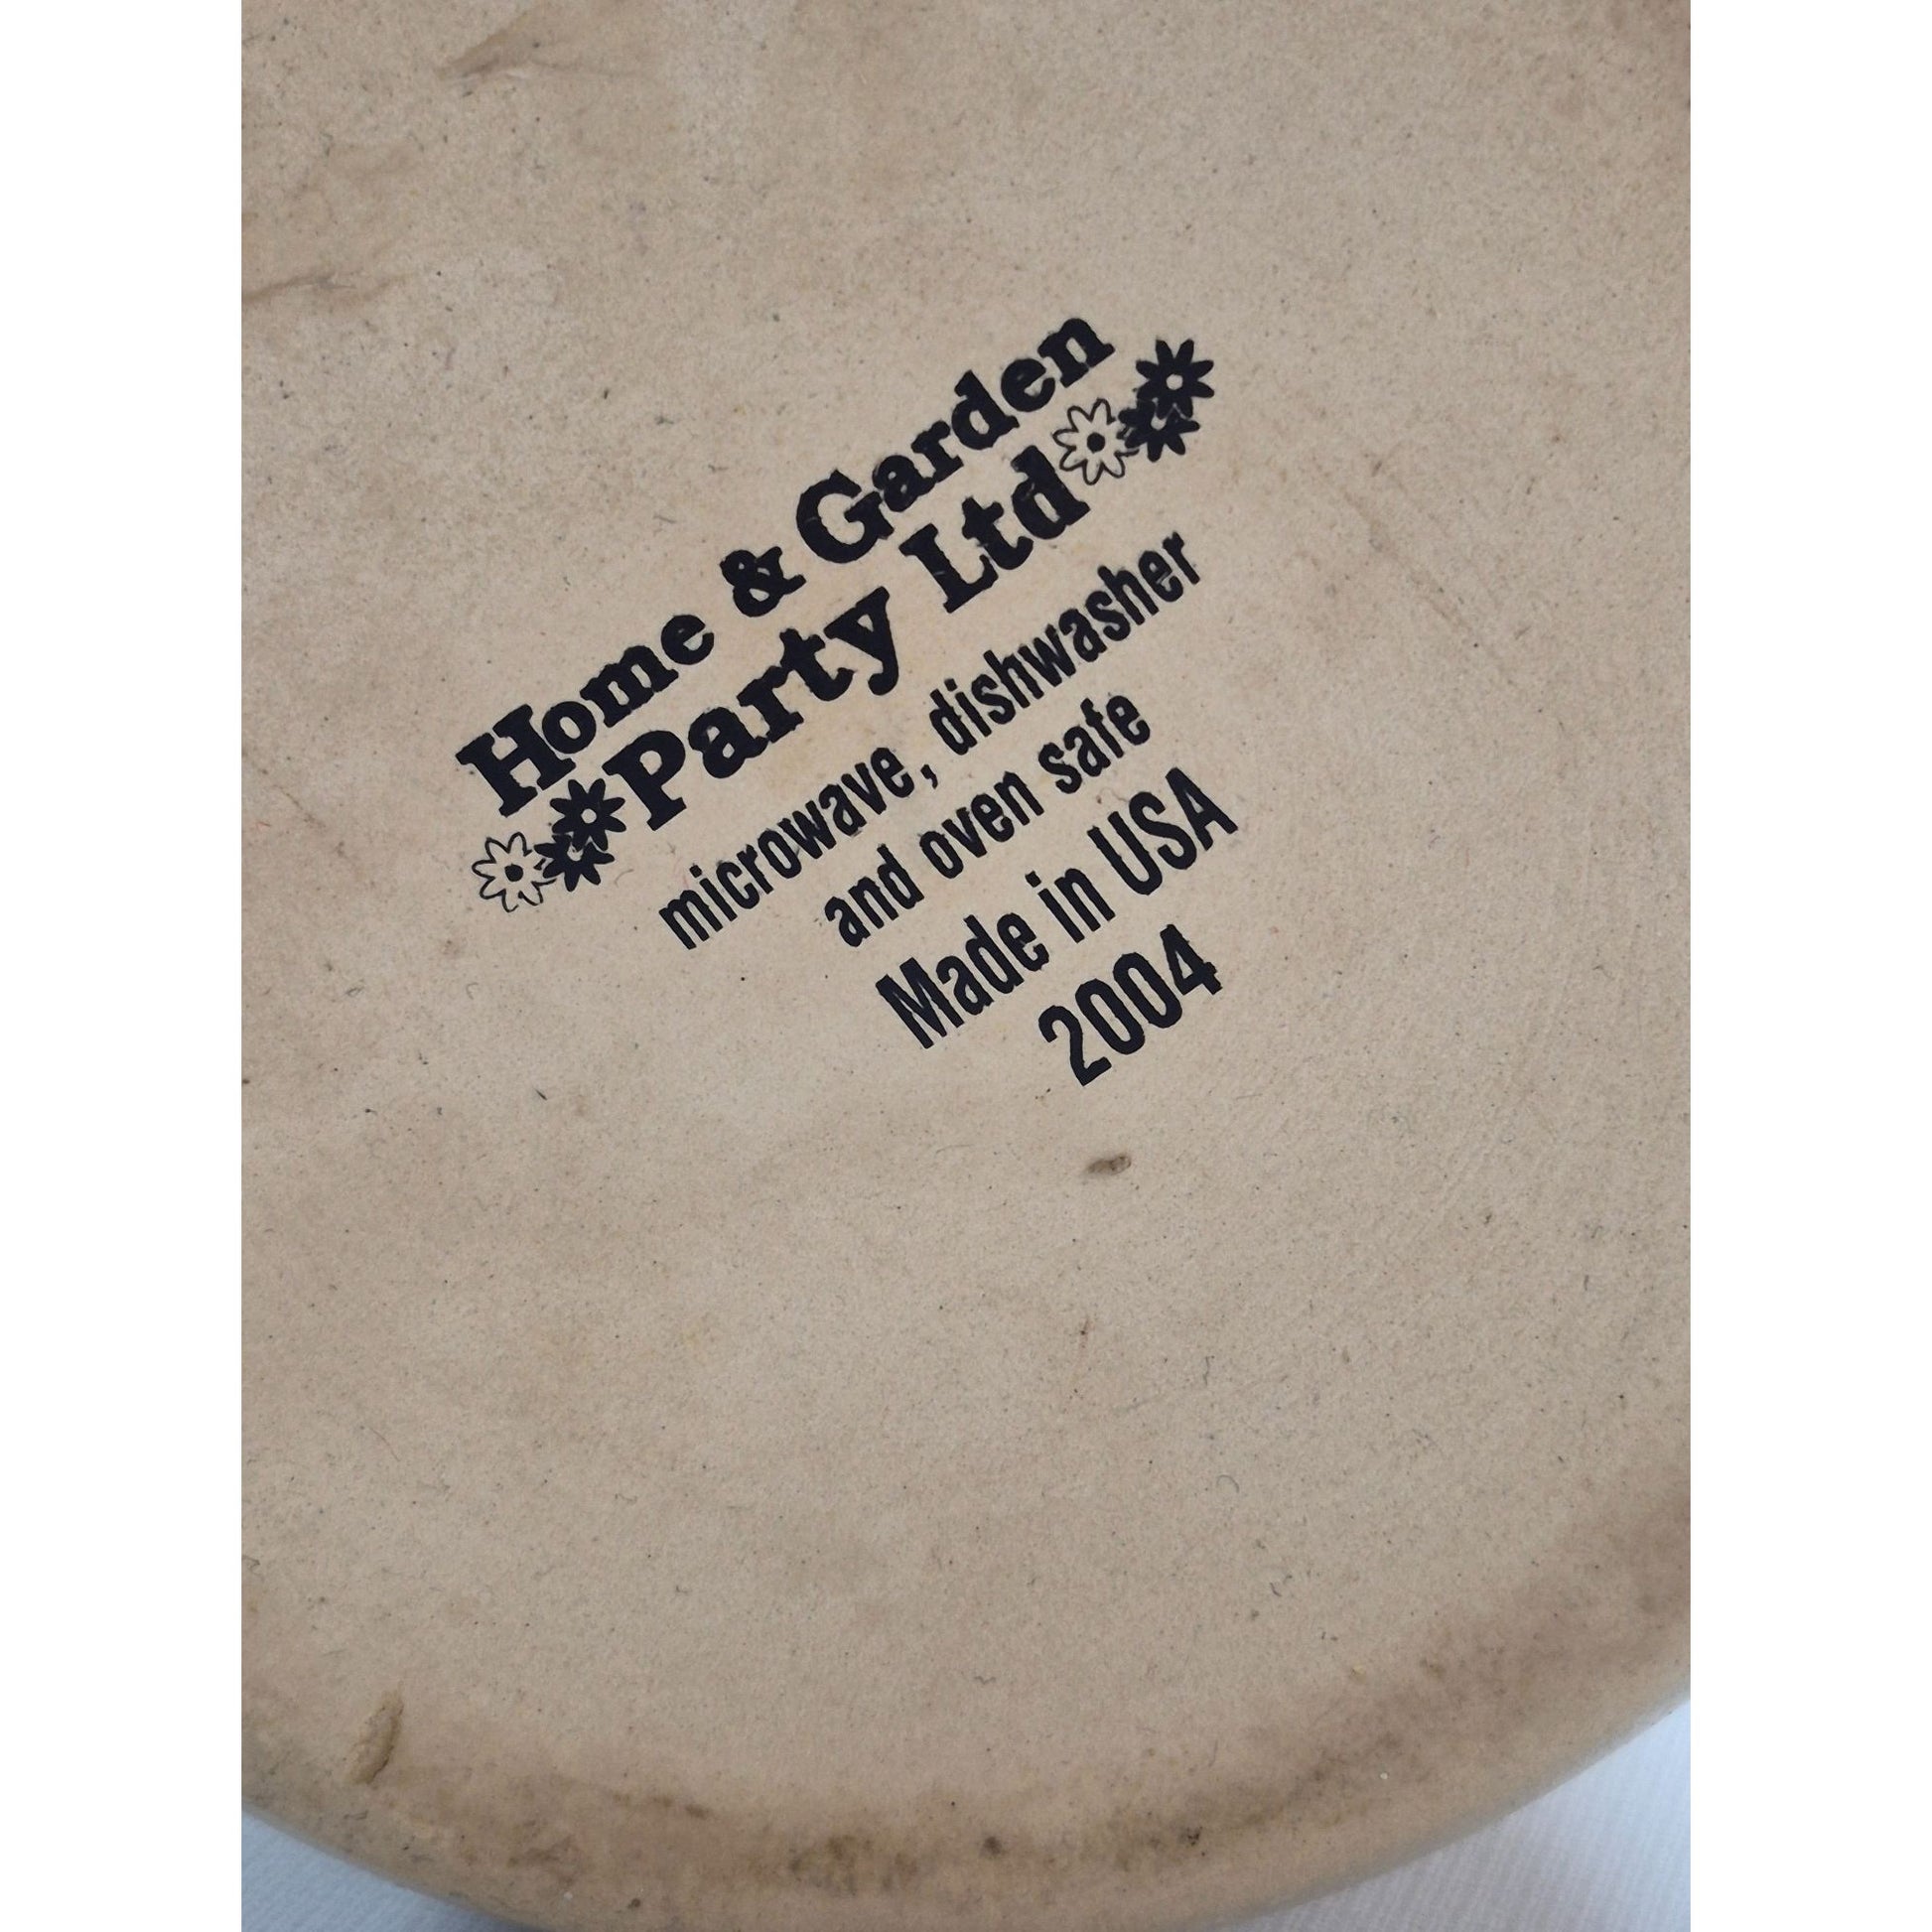 Home & Garden
Party Ltd
microwave, dishwasher
and oven safe
Made in USA
2004